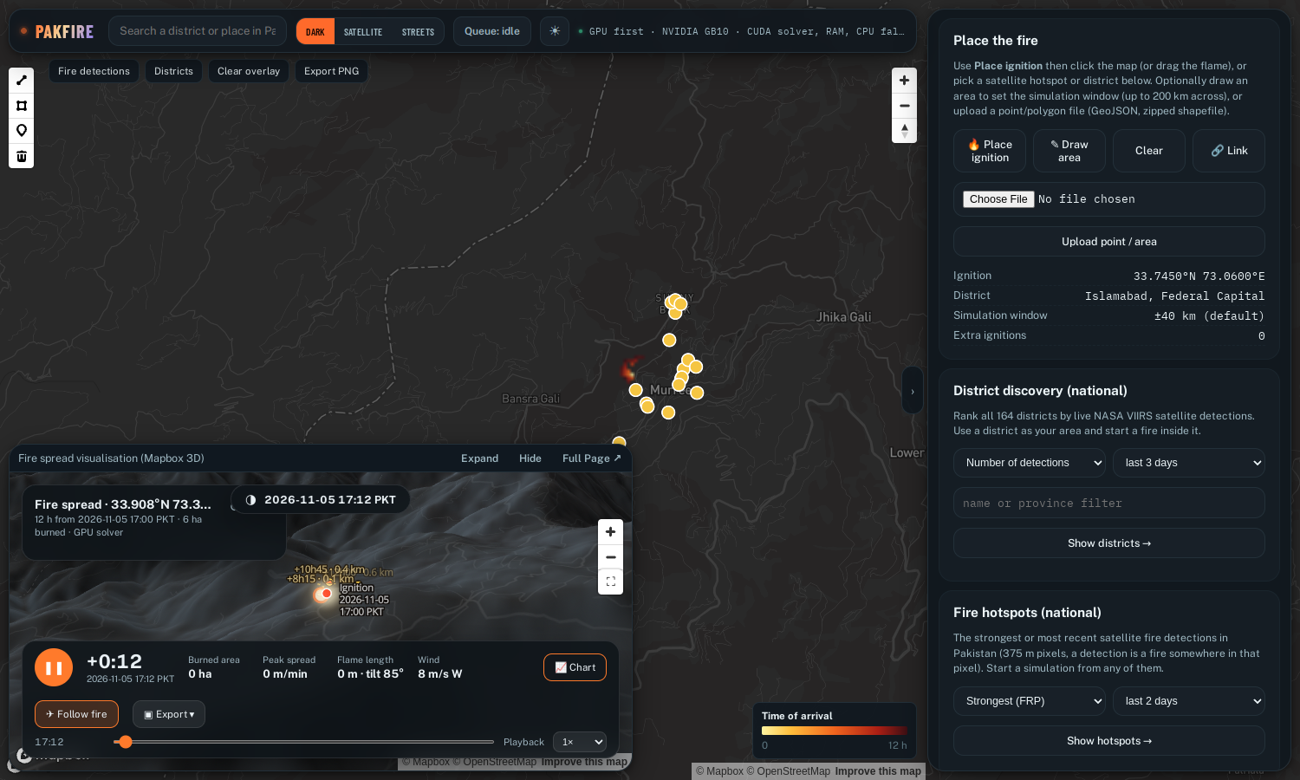 PAKFIRE
Search a district or place in Pa
DARK
SATELLITE
STREETS
Queue: idle
GPU first · NVIDIA GB10 · CUDA solver, RAM, CPU fal…
Fire detections
Districts
Clear overlay
Export PNG
Jhika Gali
Bansra Gali
Lower
Place the fire
Use Place ignition then click the map (or drag the flame), or
pick a satellite hotspot or district below. Optionally draw an
area to set the simulation window (up to 200 km across), or
upload a point/polygon file (GeoJSON, zipped shapefile).
🔥 Place ignition
✎ Draw area
Clear
🔗 Link
Choose File No file chosen
Upload point / area
Ignition 33.7450°N 73.0600°E
District Islamabad, Federal Capital
Simulation window ±40 km (default)
Extra ignitions 0
District discovery (national)
Rank all 164 districts by live NASA VIIRS satellite detections.
Use a district as your area and start a fire inside it.
Number of detections
last 3 days
name or province filter
Show districts →
Fire hotspots (national)
The strongest or most recent satellite fire detections in
Pakistan (375 m pixels, a detection is a fire somewhere in that
pixel). Start a simulation from any of them.
Strongest (FRP)
last 2 days
Show hotspots →
Fire spread visualisation (Mapbox 3D)
Expand
Hide
Full Page ↗
Fire spread · 33.908°N 73.3…
12 h from 2026-11-05 17:00 PKT · 6 ha
burned · GPU solver
2026-11-05 17:12 PKT
+10h45 · 0.4 km
0.6 km
+8h15 · 0.1 km
Ignition
2026-11-05
17:00 PKT
+0:12
2026-11-05 17:12 PKT
Burned area
0 ha
Peak spread
0 m/min
Flame length
0 m · tilt 85°
Wind
8 m/s W
📈 Chart
✈ Follow fire
▣ Export ▾
17:12
Playback
1×
© Mapbox © OpenStreetMap Improve this map
Time of arrival
0
12 h
© Mapbox © OpenStreetMap Improve this map